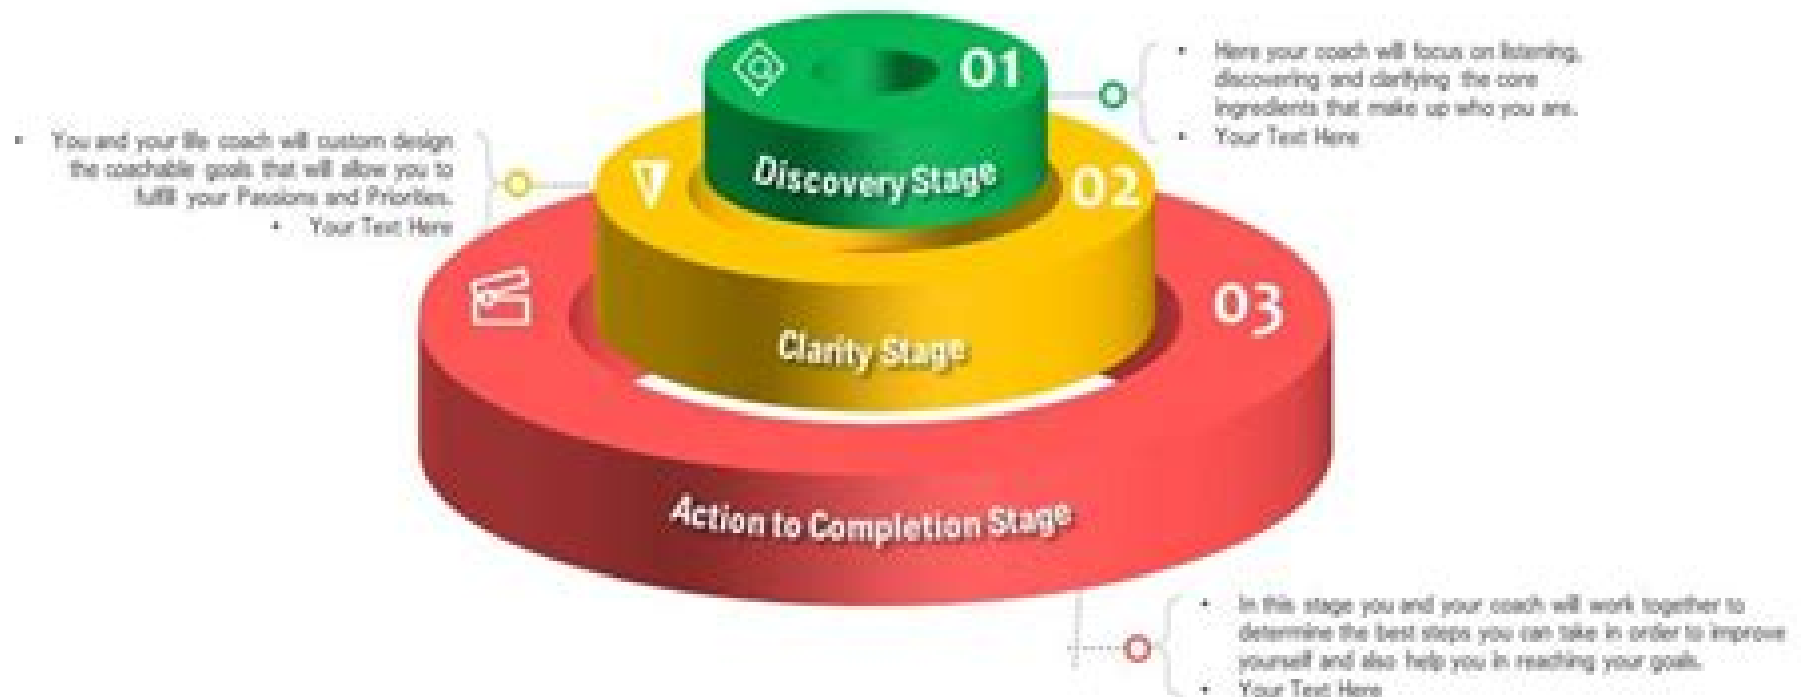 01
• Here your coach will focus on listening,
discovering and clarifying the core
ingredients that make up who you are.
• Your Text Here
Discovery Stage
• You and your life coach will custom design
the coachable goals that will allow you to
fulfill your Passions and Priorities.
• Your Text Here
02
Clarity Stage
03
Action to Completion Stage
• In this stage you and your coach will work together to
determine the best steps you can take in order to improve
yourself and also help you in reaching your goals.
• Your Text Here